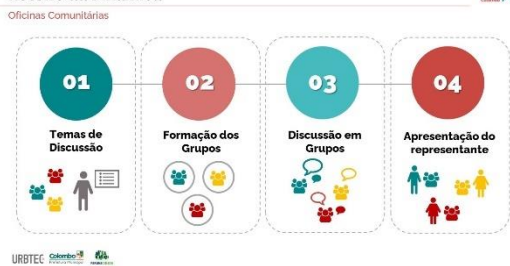 Oficinas Comunitárias
01
02
03
04
Temas de
Discussão
Formação dos
Grupos
Discussão em
Grupos
Apresentação do
representante
URBTEC
Colombo